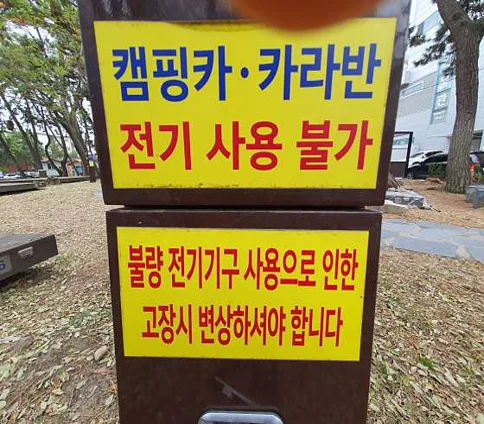 캠핑카·카라반
전기 사용 불가
불량 전기기구 사용으로 인한
고장시 변상하셔야 합니다